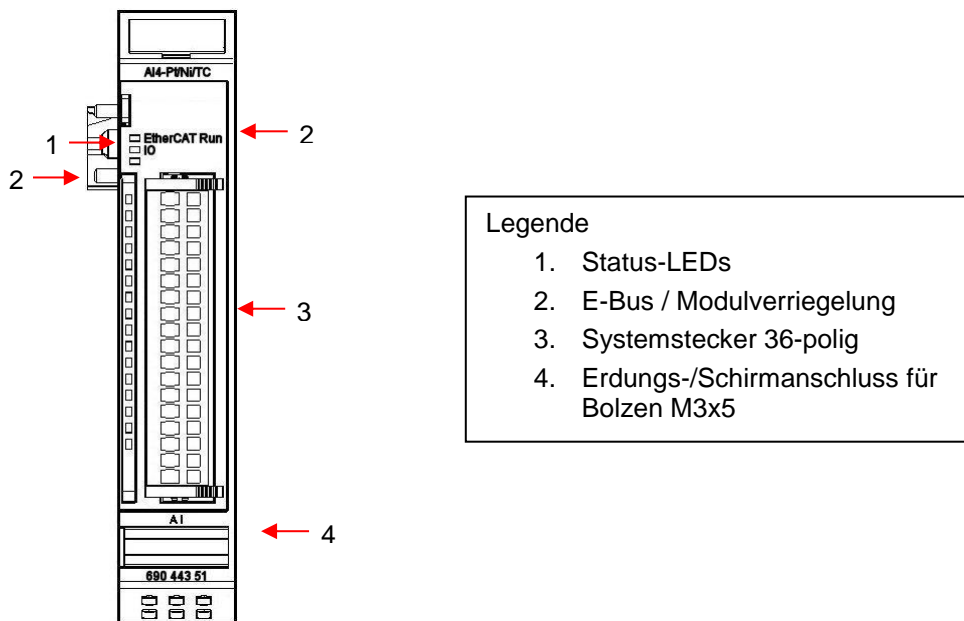 AI4-Pt/Ni/TC
2
1
EtherCAT Run
IO
2
3
AI
4
690 443 51
Legende
1. Status-LEDs
2. E-Bus / Modulverriegelung
3. Systemstecker 36-polig
4. Erdungs-/Schirmanschluss für
Bolzen M3x5